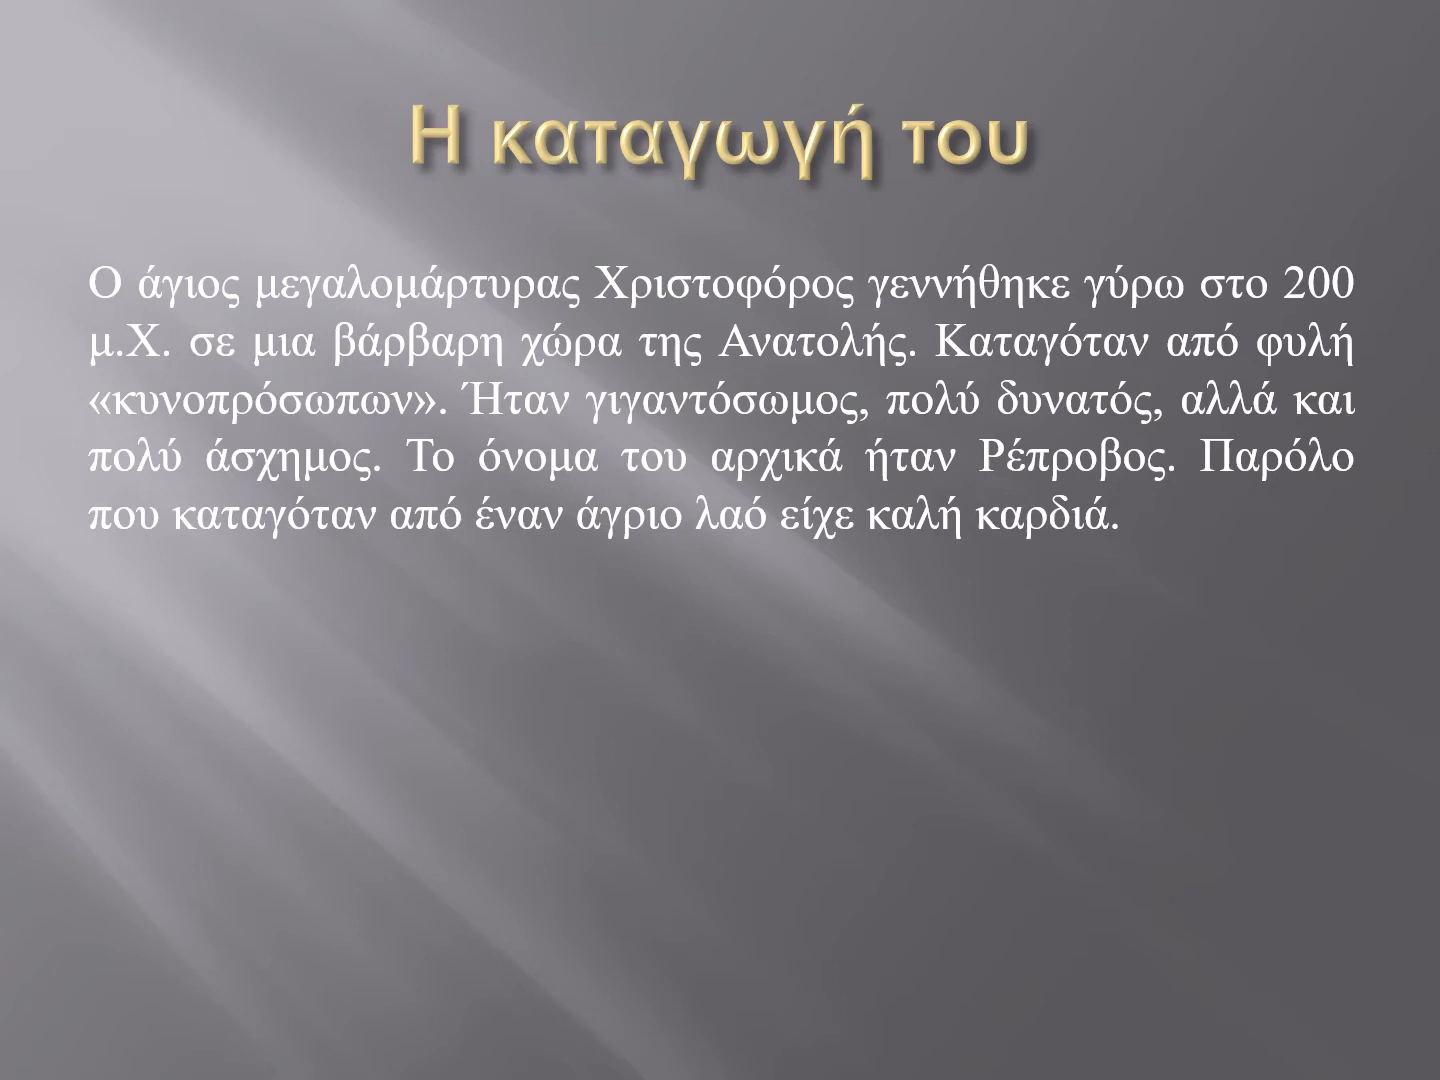 Η καταγωγή του
Ο άγιος μεγαλομάρτυρας Χριστοφόρος γεννήθηκε γύρω στο 200
μ.Χ. σε μια βάρβαρη χώρα της Ανατολής. Καταγόταν από φυλή
«κυνοπρόσωπων». Ήταν γιγαντόσωμος, πολύ δυνατός, αλλά και
πολύ άσχημος. Το όνομα του αρχικά ήταν Ρέπροβος. Παρόλο
που καταγόταν από έναν άγριο λαό είχε καλή καρδιά.